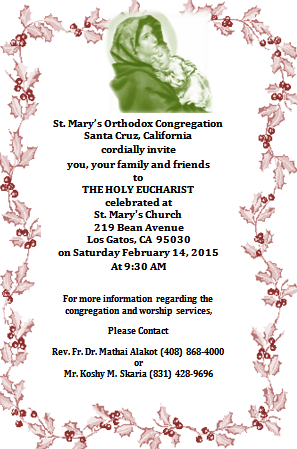 St. Mary's Orthodox Congregation
Santa Cruz, California
cordially invite
you, your family and friends
to
THE HOLY EUCHARIST
celebrated at
St. Mary's Church
219 Bean Avenue
Los Gatos, CA 95030
on Saturday February 14, 2015
At 9:30 AM
For more information regarding the
congregation and worship services,
Please Contact
Rev. Fr. Dr. Mathai Alakot (408) 868-4000
or
Mr. Koshy M. Skaria (831) 428-9696